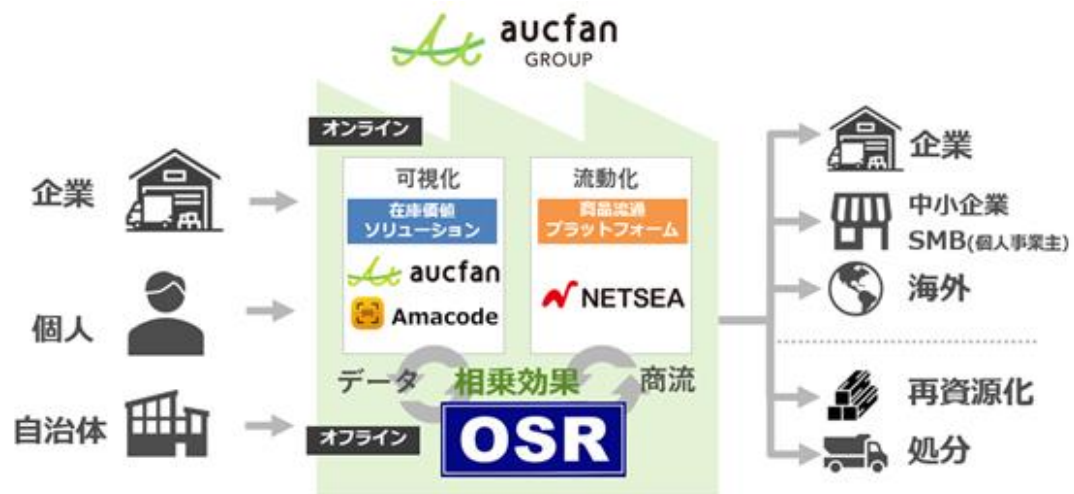 aucfan
GROUP
オンライン
企業
個人
自治体
可視化
在庫価値
ソリューション
aucfan
Amacode
流動化
商品流通
プラットフォーム
NETSEA
データ
相乗効果
商流
オフライン
OSR
企業
中小企業
SMB(個人事業主)
海外
再資源化
処分